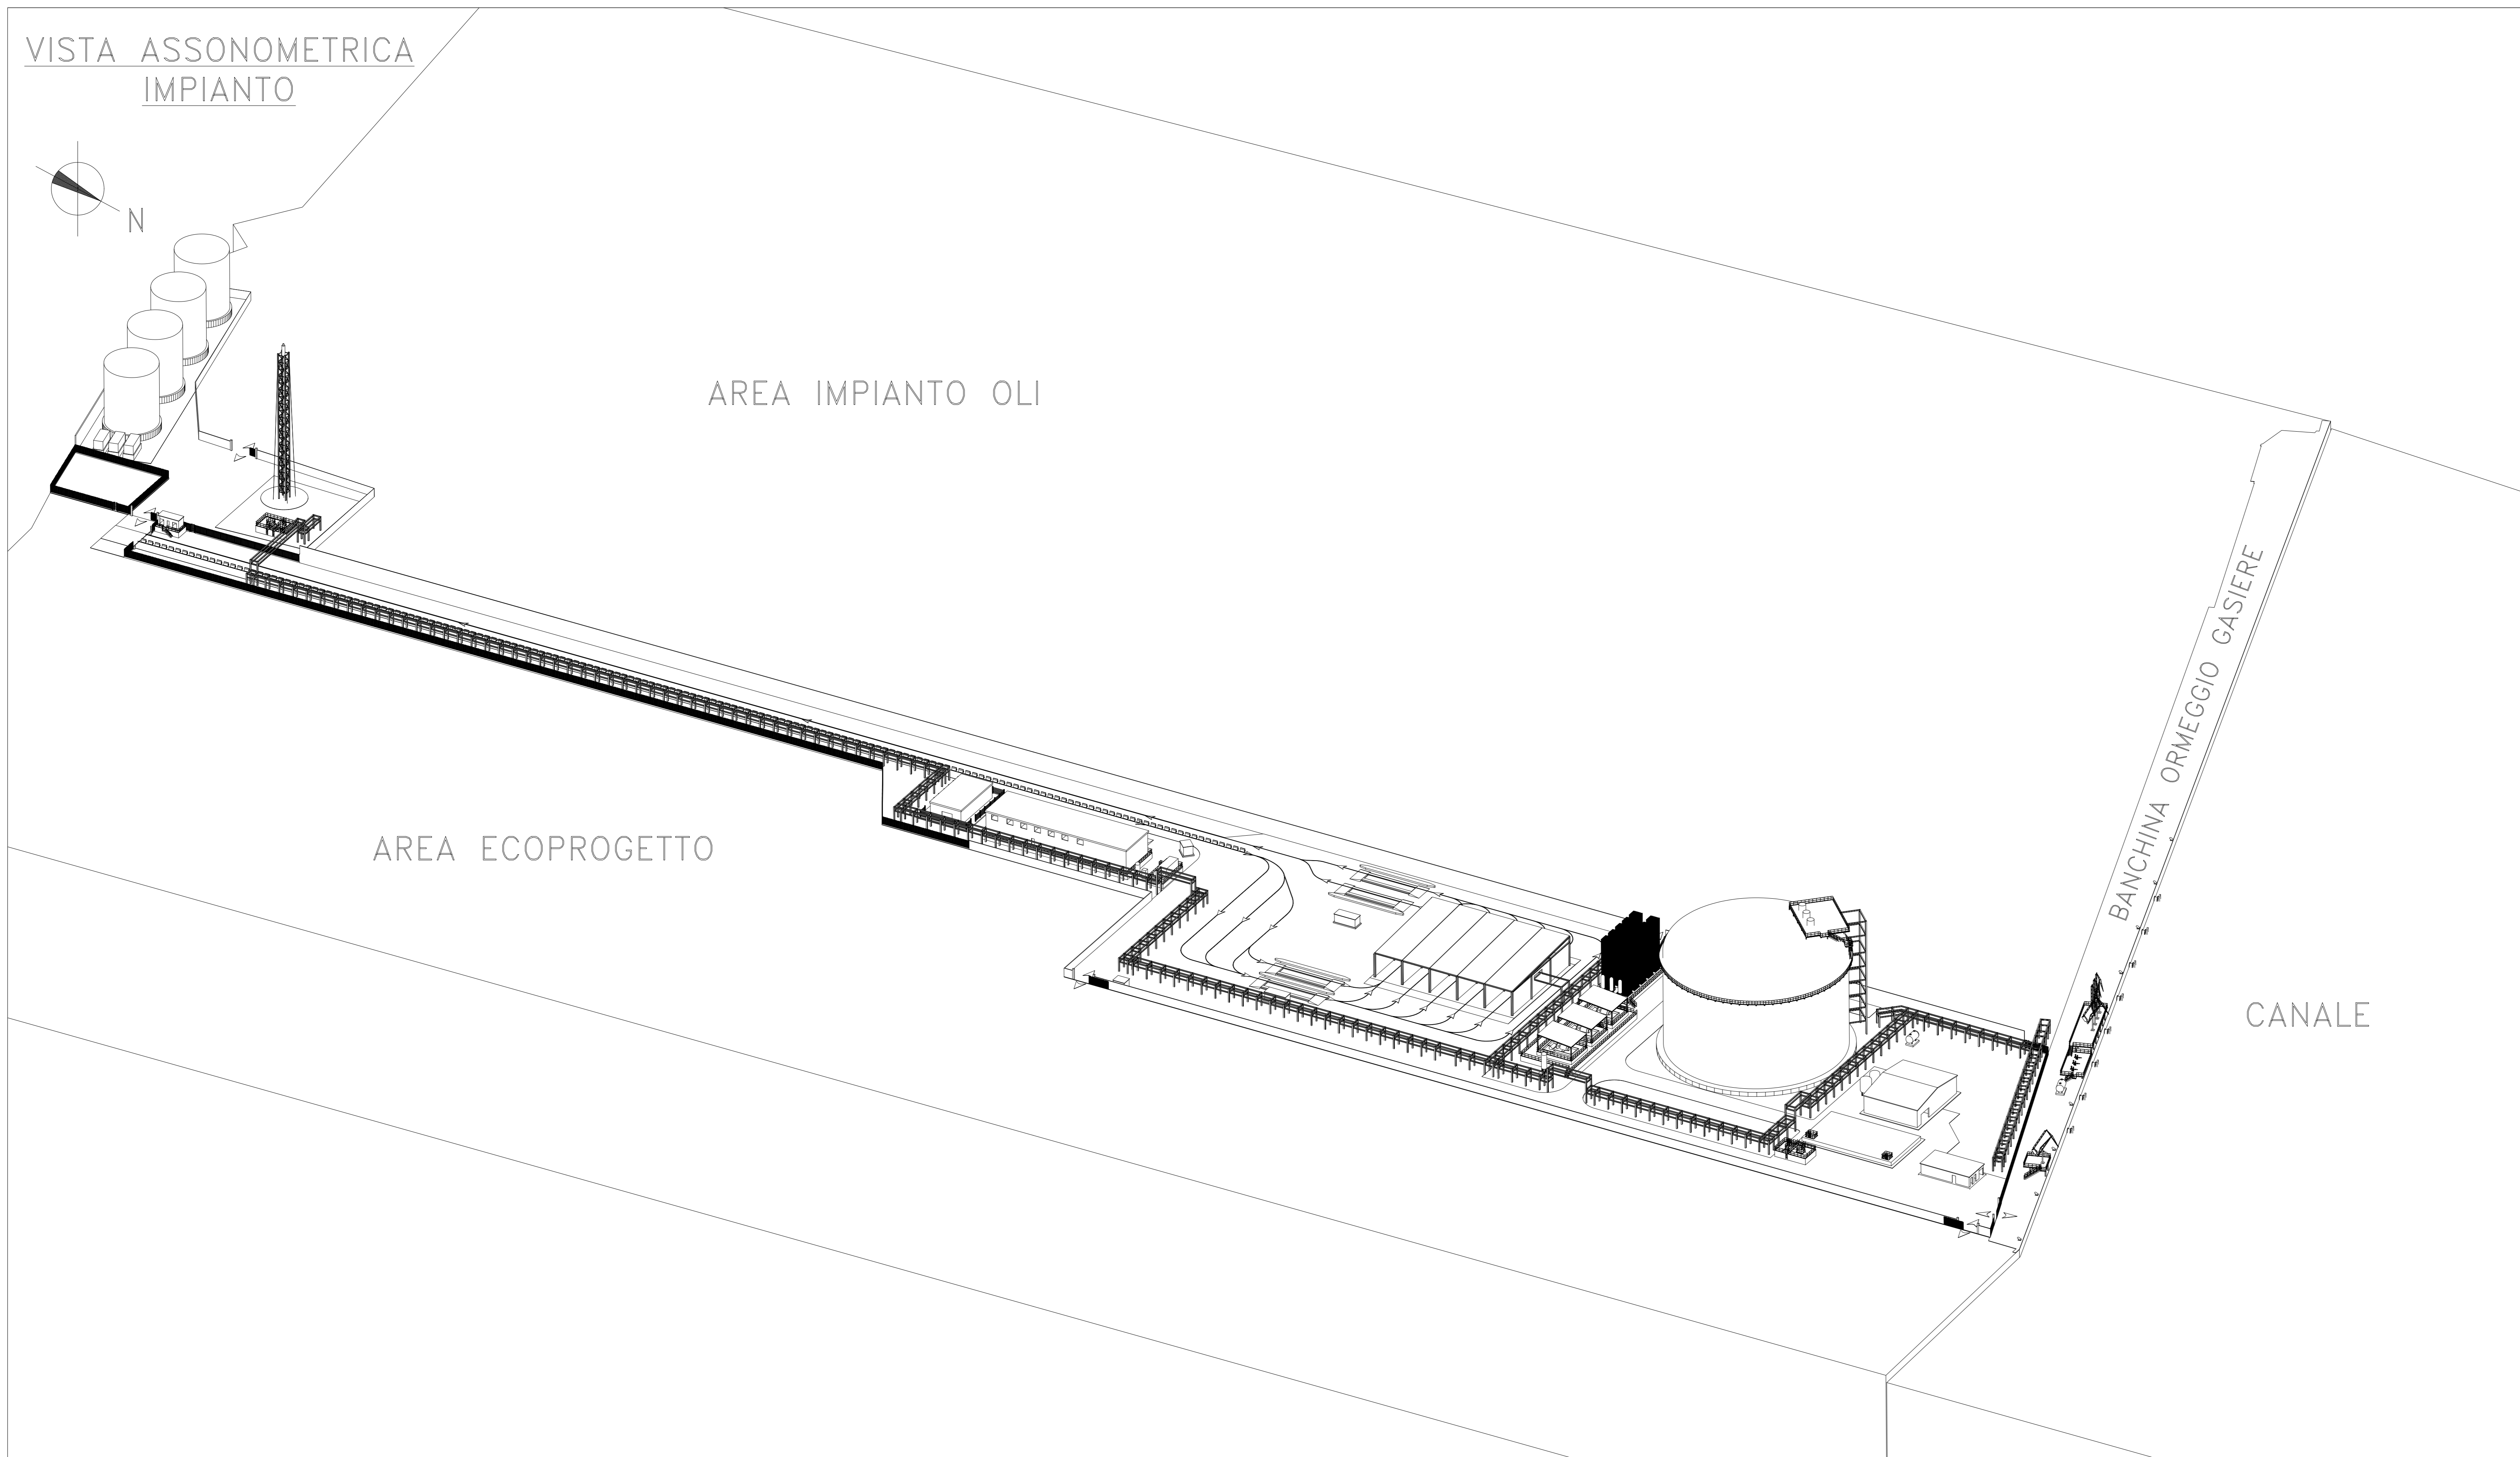 VISTA ASSONOMETRICA
IMPIANTO
N
AREA IMPIANTO OLI
BANCHINA ORMEGGIO GASIERE
AREA ECOPROGETTO
CANALE